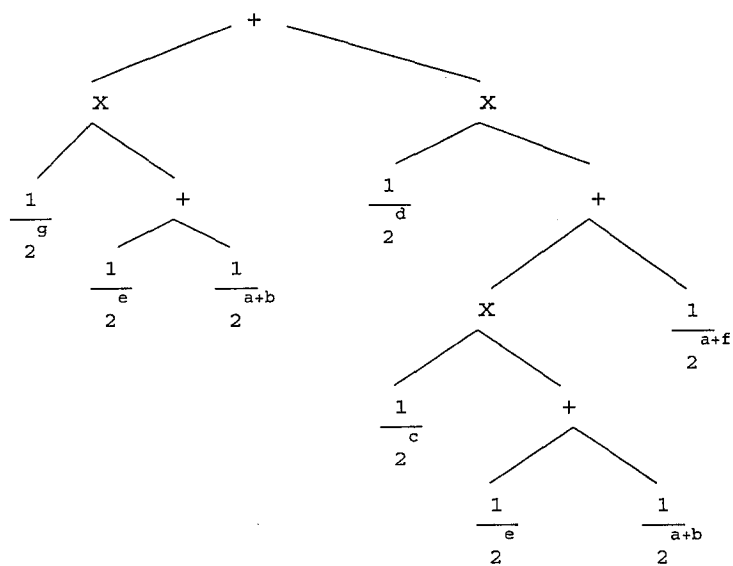 +
X X
1 + 1 +
2^g 2^d
1 1
2^e 2^{a+b}
X 1
2^{a+f}
1 +
2^c
1 1
2^e 2^{a+b}